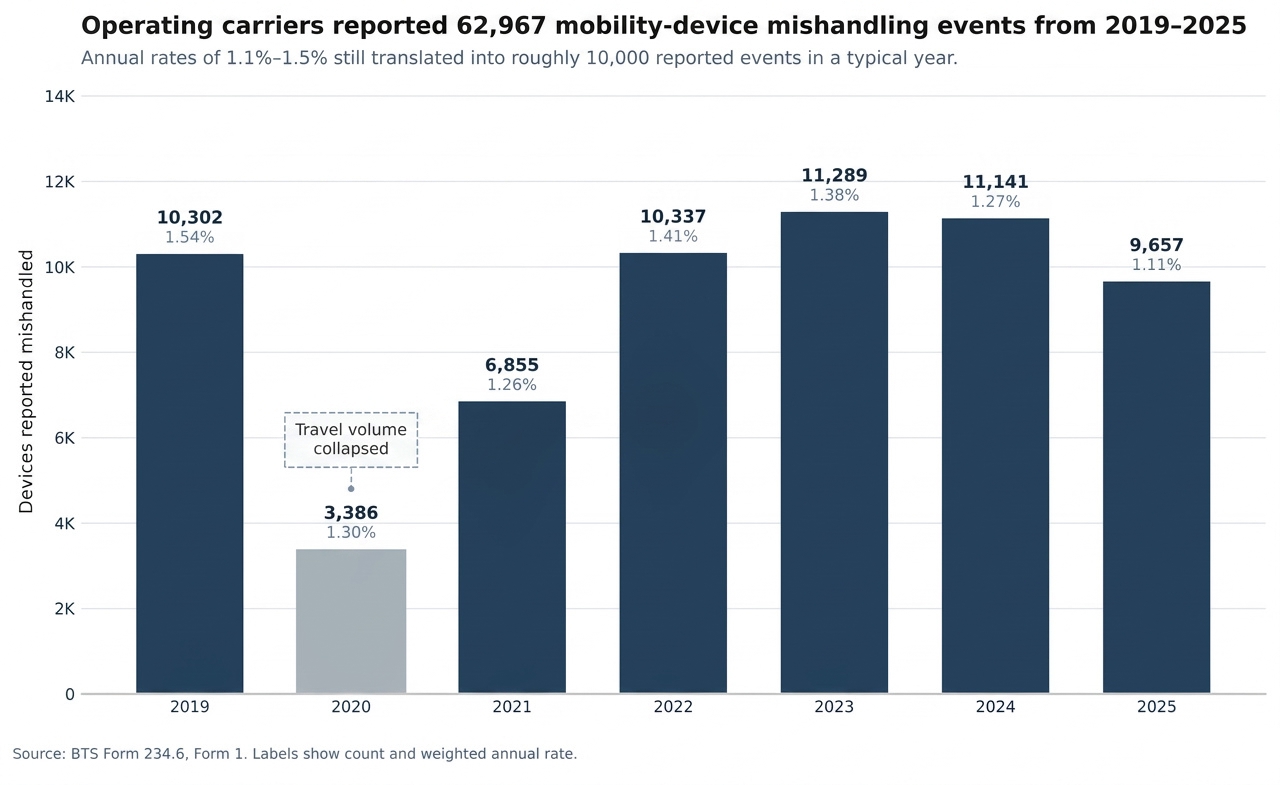 Operating carriers reported 62,967 mobility-device mishandling events from 2019–2025
Annual rates of 1.1%–1.5% still translated into roughly 10,000 reported events in a typical year.
Devices reported mishandled
14K
12K
10K
8K
6K
4K
2K
0
10,302
1.54%
Travel volume
collapsed
3,386
1.30%
6,855
1.26%
10,337
1.41%
11,289
1.38%
11,141
1.27%
9,657
1.11%
2019
2020
2021
2022
2023
2024
2025
Source: BTS Form 234.6, Form 1. Labels show count and weighted annual rate.